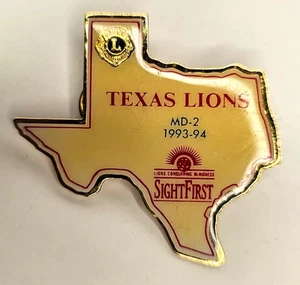 L
TEXAS LIONS
MD-2
1993-94
LIONS CONQUERING BLINDNESS
SIGHTFIRST